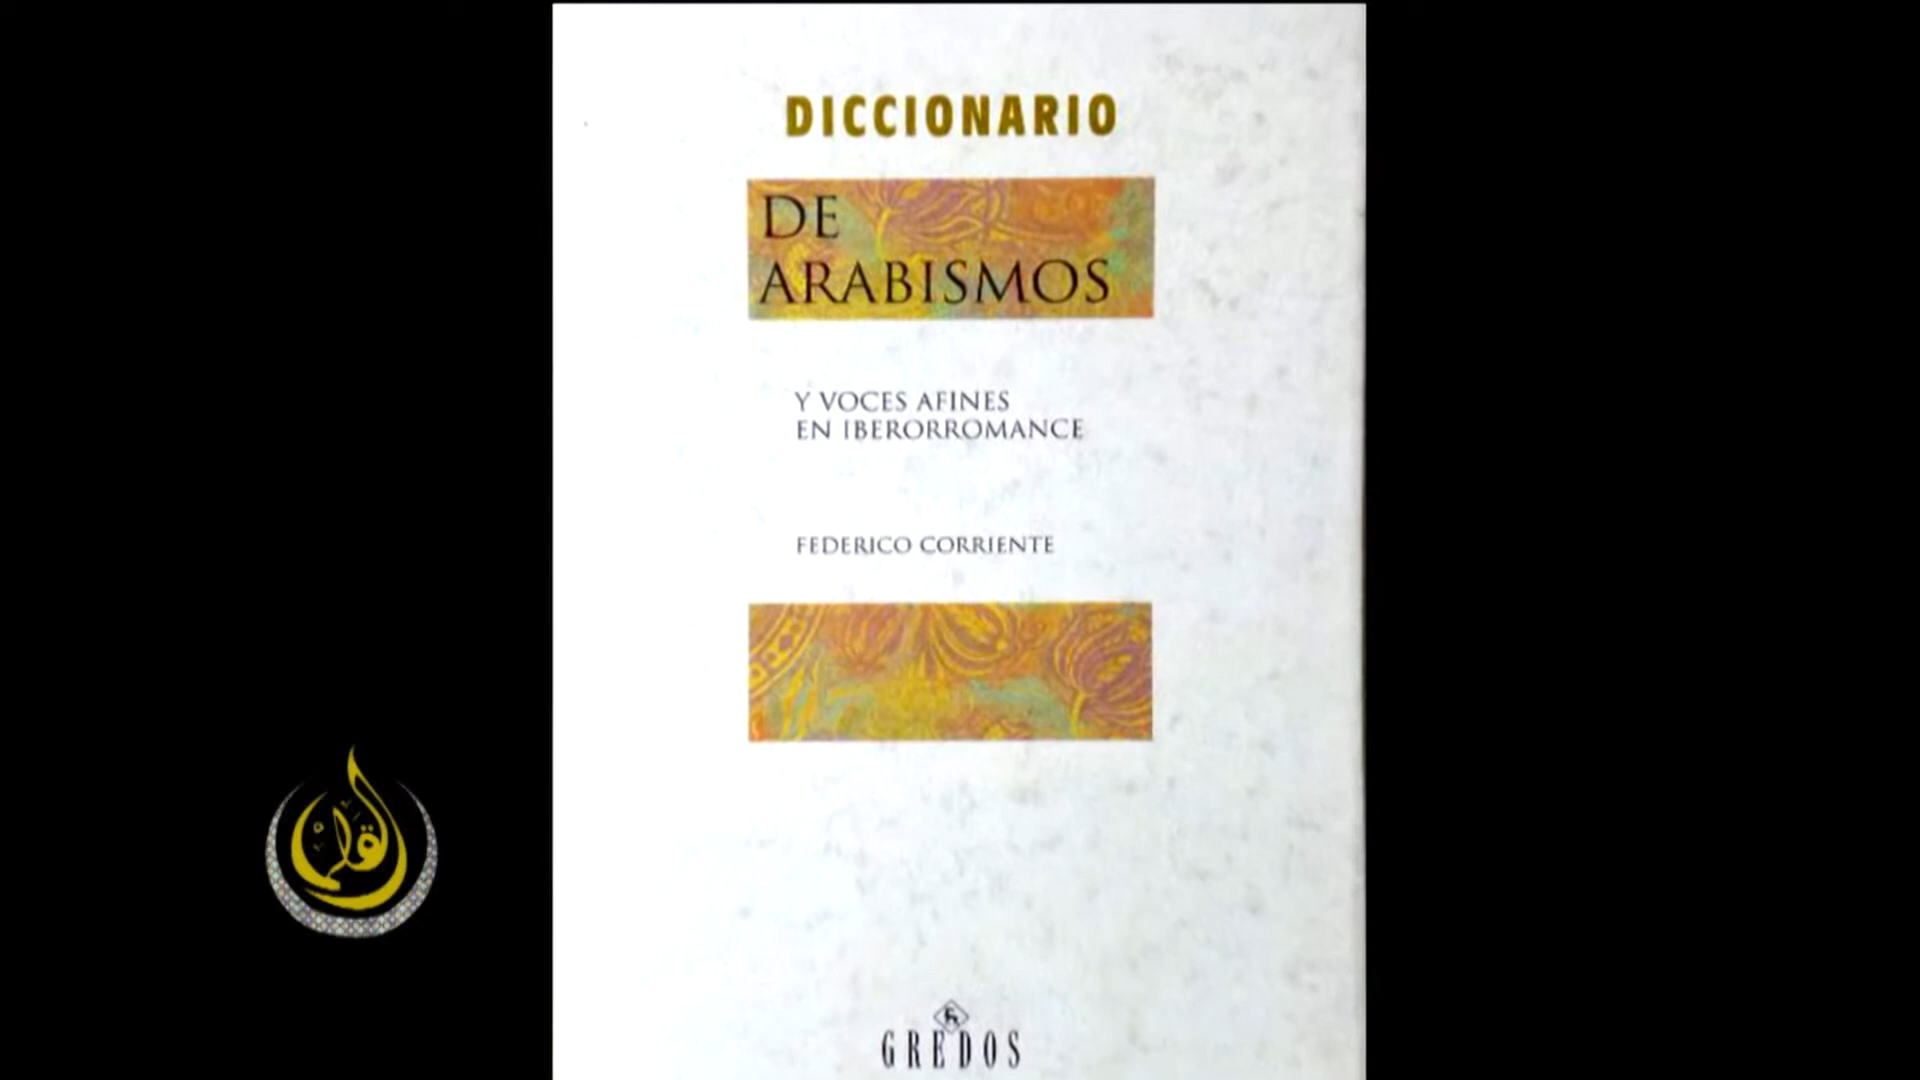 DICCIONARIO
DE
ARABISMOS
Y VOCES AFINES
EN IBERORROMANCE
FEDERICO CORRIENTE
GREDOS